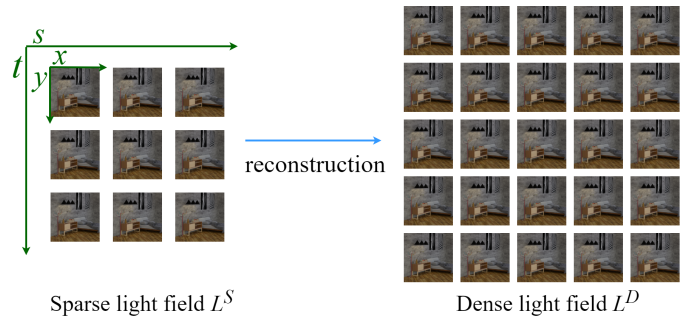 s
x
t
y
reconstruction
Sparse light field L^S
Dense light field L^D